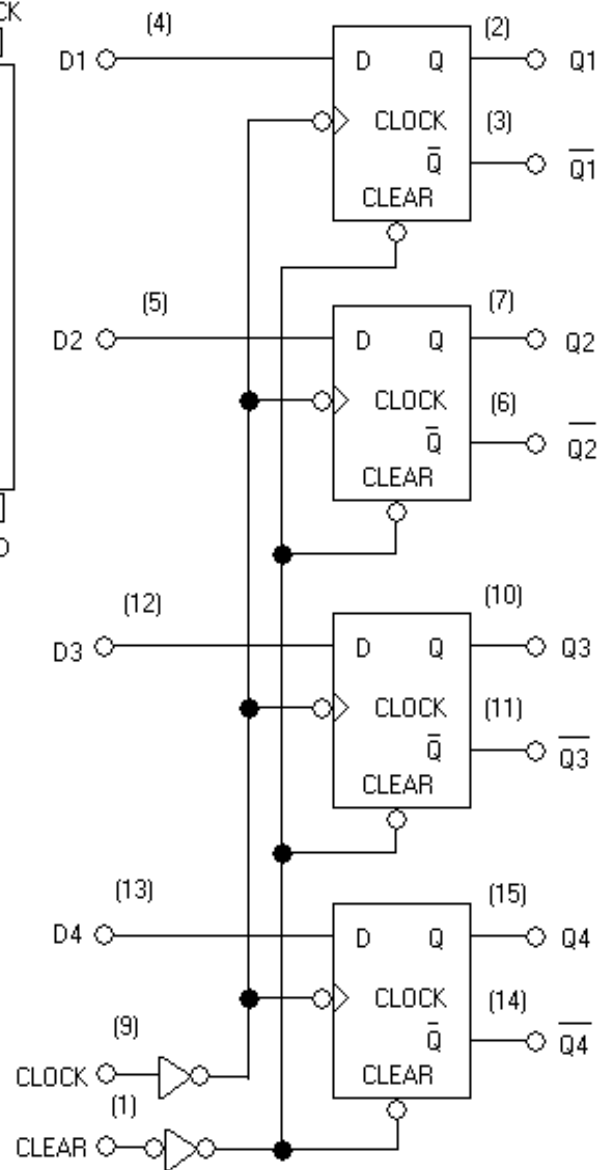 CK
(4) (2)
D1 D Q Q1
CLOCK (3)
Q̅ Q̅1̅
CLEAR
(5) (7)
D2 D Q Q2
CLOCK (6)
Q̅ Q̅2̅
CLEAR
(12) (10)
D3 D Q Q3
CLOCK (11)
Q̅ Q̅3̅
CLEAR
(13) (15)
D4 D Q Q4
CLOCK (14)
(9)
Q̅ Q̅4̅
CLOCK CLEAR
(1)
CLEAR